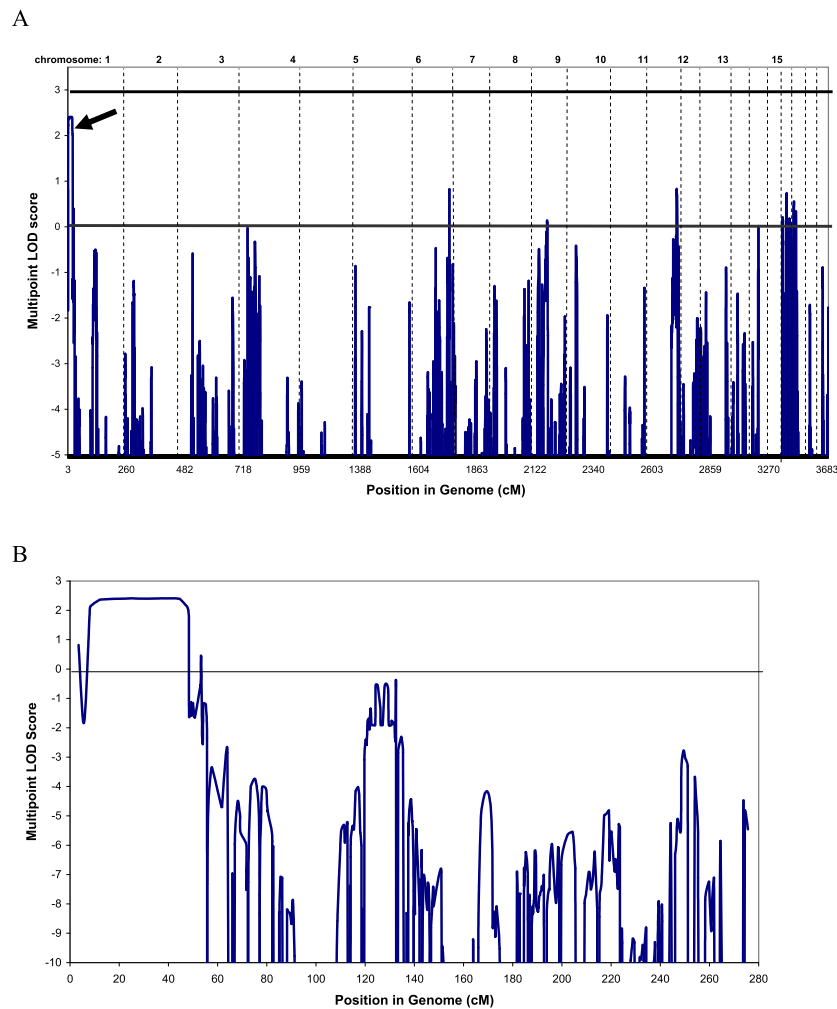 A
chromosome: 1 2 3 4 5 6 7 8 9 10 11 12 13 15
3
2
1
0
-1
-2
-3
-4
-5
Multipoint LOD score
3 260 482 718 959 1388 1604 1863 2122 2340 2603 2859 3270 3683
Position in Genome (cM)
B
3
2
1
0
-1
-2
-3
-4
-5
-6
-7
-8
-9
-10
Multipoint LOD Score
0 20 40 60 80 100 120 140 160 180 200 220 240 260 280
Position in Genome (cM)